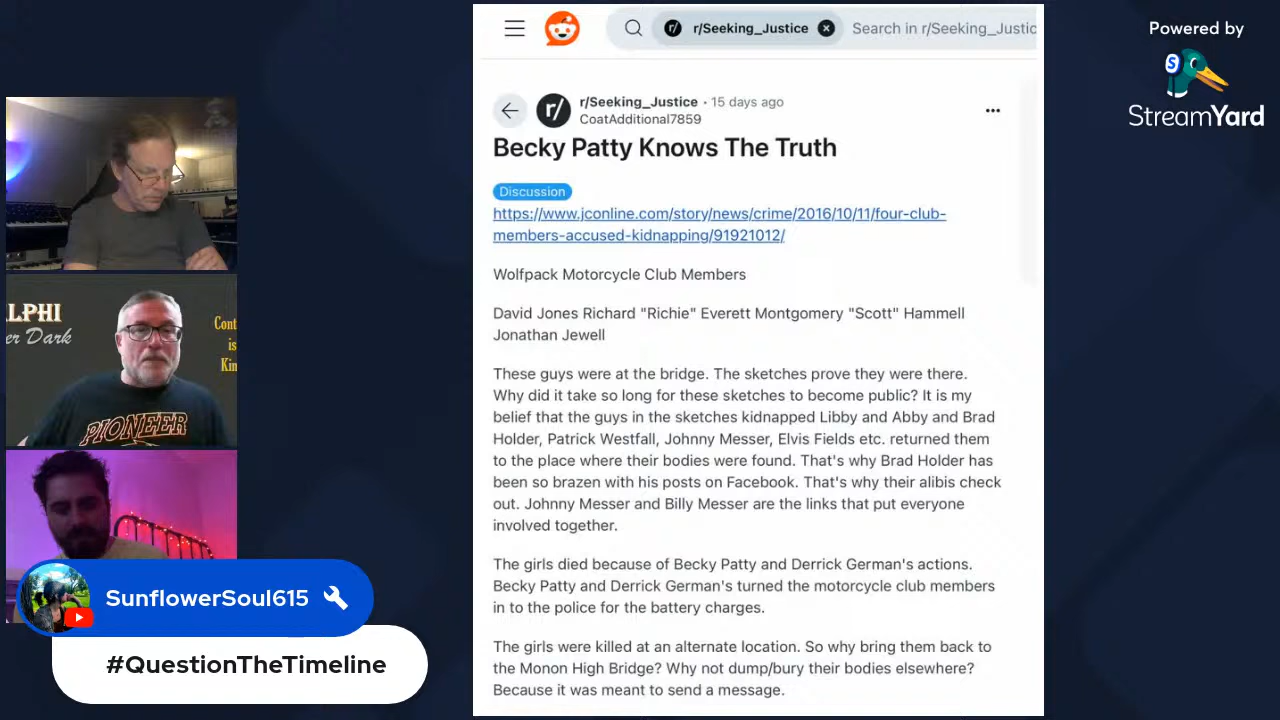 Powered by
StreamYard
r/Seeking_Justice
Search in r/Seeking_Justic
r/Seeking_Justice • 15 days ago
CoatAdditional7859
Becky Patty Knows The Truth
Discussion
https://www.jconline.com/story/news/crime/2016/10/11/four-club-
members-accused-kidnapping/91921012/
Wolfpack Motorcycle Club Members
David Jones Richard "Richie" Everett Montgomery "Scott" Hammell
Jonathan Jewell
These guys were at the bridge. The sketches prove they were there.
Why did it take so long for these sketches to become public? It is my
belief that the guys in the sketches kidnapped Libby and Abby and Brad
Holder, Patrick Westfall, Johnny Messer, Elvis Fields etc. returned them
to the place where their bodies were found. That's why Brad Holder has
been so brazen with his posts on Facebook. That's why their alibis check
out. Johnny Messer and Billy Messer are the links that put everyone
involved together.
The girls died because of Becky Patty and Derrick German's actions.
Becky Patty and Derrick German's turned the motorcycle club members
in to the police for the battery charges.
The girls were killed at an alternate location. So why bring them back to
the Monon High Bridge? Why not dump/bury their bodies elsewhere?
Because it was meant to send a message.
LPHI
er Dark
Cont
is
Kin
PIONEER
SunflowerSoul615
#QuestionTheTimeline